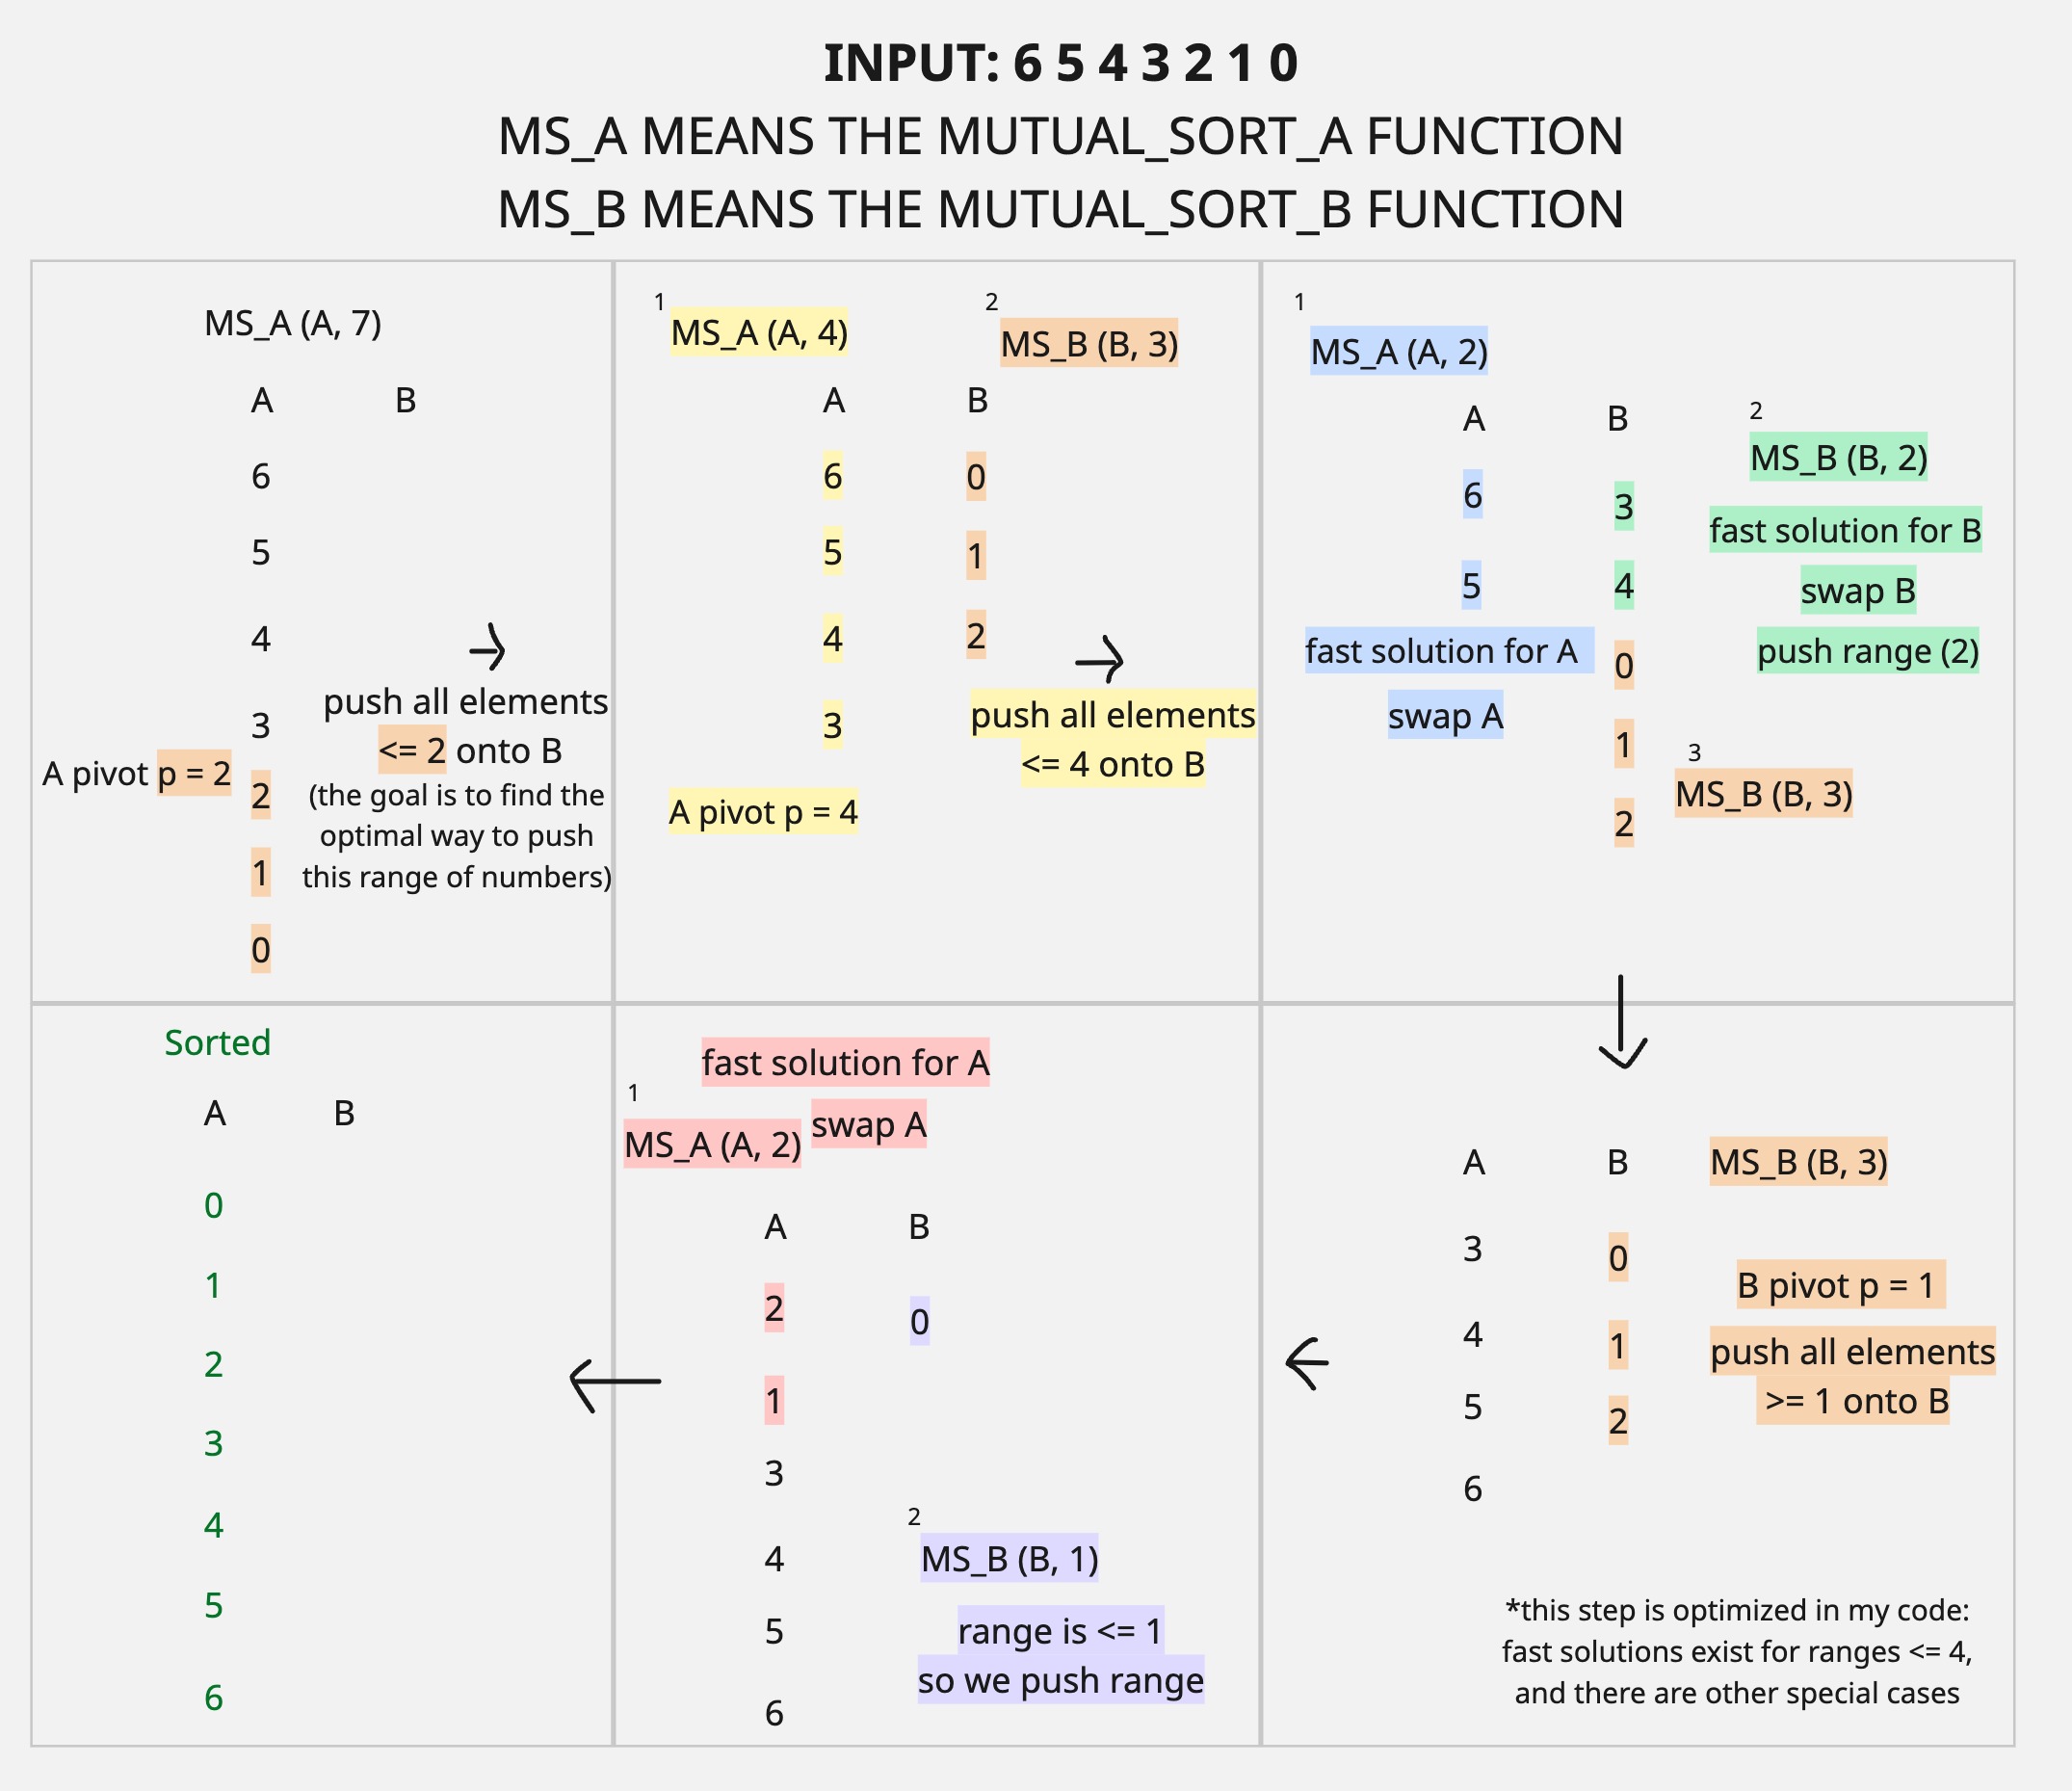 INPUT: 6 5 4 3 2 1 0
MS_A MEANS THE MUTUAL_SORT_A FUNCTION
MS_B MEANS THE MUTUAL_SORT_B FUNCTION
MS_A (A, 7)
A B
6
5
4
3
2
1
0
A pivot p = 2
push all elements
<= 2 onto B
(the goal is to find the
optimal way to push
this range of numbers)
1
MS_A (A, 4)
2
MS_B (B, 3)
A B
6 0
5 1
4 2
3
A pivot p = 4
push all elements
<= 4 onto B
1
MS_A (A, 2)
A B
6 3
5 4
0
1
2
fast solution for A
swap A
2
MS_B (B, 2)
fast solution for B
swap B
push range (2)
3
MS_B (B, 3)
A B
3 0
4 1
5 2
6
MS_B (B, 3)
B pivot p = 1
push all elements
>= 1 onto B
*this step is optimized in my code:
fast solutions exist for ranges <= 4,
and there are other special cases
fast solution for A
1
MS_A (A, 2)
swap A
A B
2 0
1
3
4
5
6
2
MS_B (B, 1)
range is <= 1
so we push range
Sorted
A B
0
1
2
3
4
5
6